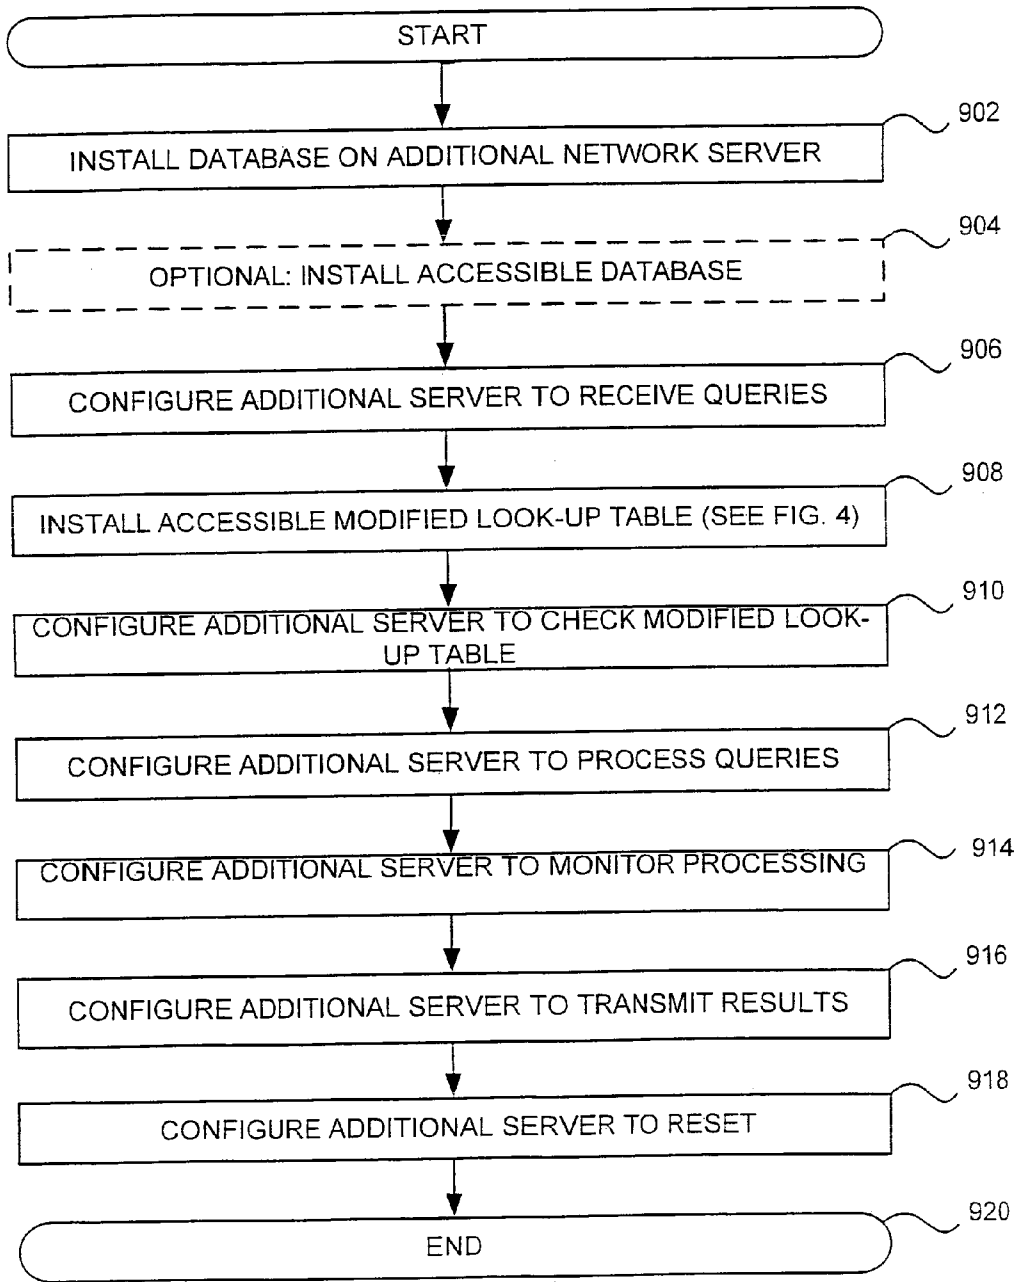 START
902
INSTALL DATABASE ON ADDITIONAL NETWORK SERVER
904
OPTIONAL: INSTALL ACCESSIBLE DATABASE
906
CONFIGURE ADDITIONAL SERVER TO RECEIVE QUERIES
908
INSTALL ACCESSIBLE MODIFIED LOOK-UP TABLE (SEE FIG. 4)
910
CONFIGURE ADDITIONAL SERVER TO CHECK MODIFIED LOOK-
UP TABLE
912
CONFIGURE ADDITIONAL SERVER TO PROCESS QUERIES
914
CONFIGURE ADDITIONAL SERVER TO MONITOR PROCESSING
916
CONFIGURE ADDITIONAL SERVER TO TRANSMIT RESULTS
918
CONFIGURE ADDITIONAL SERVER TO RESET
920
END